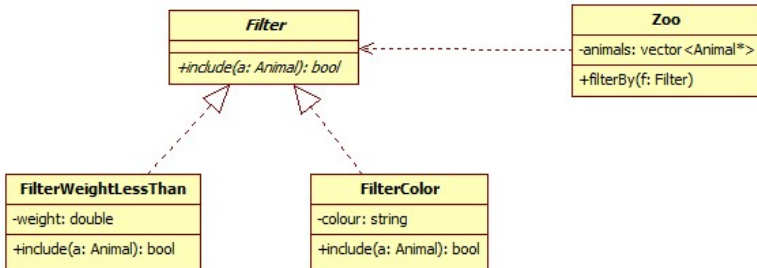 Filter
+include(a: Animal): bool
Zoo
-animals: vector<Animal*>
+filterBy(f: Filter)
FilterWeightLessThan
-weight: double
+include(a: Animal): bool
FilterColor
-colour: string
+include(a: Animal): bool